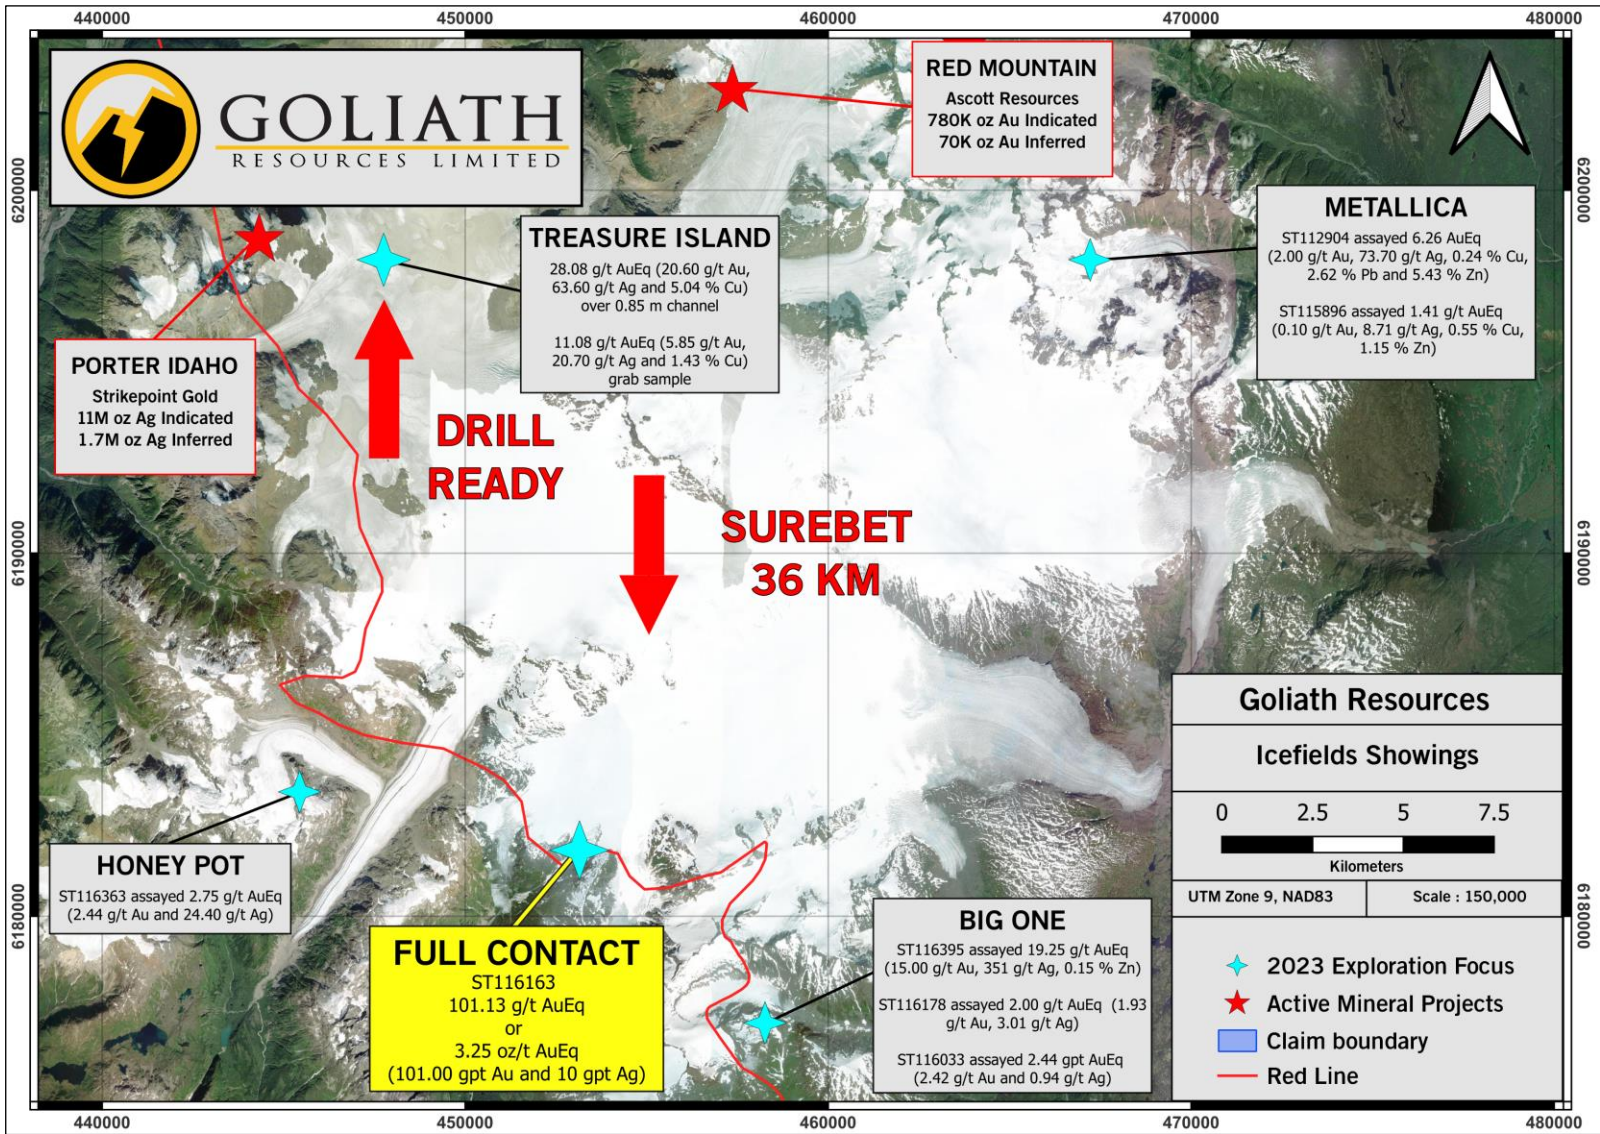 440000
450000
460000
470000
480000
GOLIATH
RESOURCES LIMITED
RED MOUNTAIN
Ascott Resources
780K oz Au Indicated
70K oz Au Inferred
6200000
6200000
METALLICA
ST112904 assayed 6.26 AuEq
(2.00 g/t Au, 73.70 g/t Ag, 0.24 % Cu,
2.62 % Pb and 5.43 % Zn)
ST115896 assayed 1.41 g/t AuEq
(0.10 g/t Au, 8.71 g/t Ag, 0.55 % Cu,
1.15 % Zn)
TREASURE ISLAND
28.08 g/t AuEq (20.60 g/t Au,
63.60 g/t Ag and 5.04 % Cu)
over 0.85 m channel
11.08 g/t AuEq (5.85 g/t Au,
20.70 g/t Ag and 1.43 % Cu)
grab sample
PORTER IDAHO
Strikepoint Gold
11M oz Ag Indicated
1.7M oz Ag Inferred
DRILL
READY
SUREBET
36 KM
6190000
6190000
HONEY POT
ST116363 assayed 2.75 g/t AuEq
(2.44 g/t Au and 24.40 g/t Ag)
FULL CONTACT
ST116163
101.13 g/t AuEq
or
3.25 oz/t AuEq
(101.00 gpt Au and 10 gpt Ag)
BIG ONE
ST116395 assayed 19.25 g/t AuEq
(15.00 g/t Au, 351 g/t Ag, 0.15 % Zn)
ST116178 assayed 2.00 g/t AuEq (1.93
g/t Au, 3.01 g/t Ag)
ST116033 assayed 2.44 gpt AuEq
(2.42 g/t Au and 0.94 g/t Ag)
Goliath Resources
Icefields Showings
0 2.5 5 7.5
Kilometers
UTM Zone 9, NAD83
Scale : 150,000
2023 Exploration Focus
Active Mineral Projects
Claim boundary
Red Line
6180000
6180000
440000
450000
460000
470000
480000